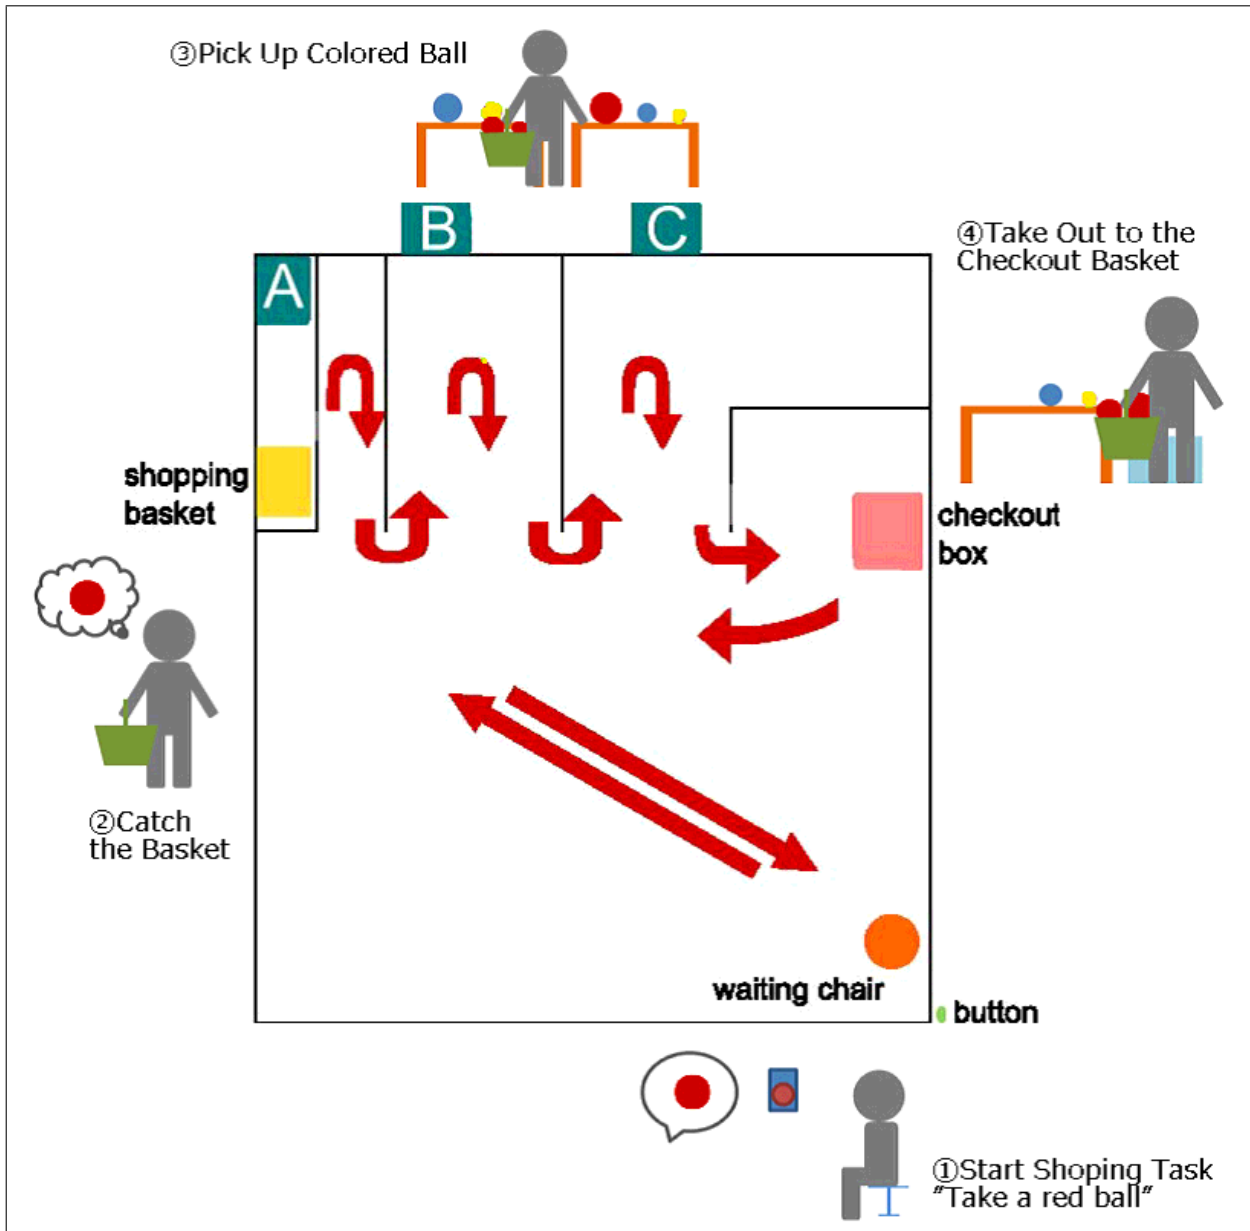 ③Pick Up Colored Ball
B
C
④Take Out to the
Checkout Basket
A
shopping
basket
checkout
box
②Catch
the Basket
waiting chair
button
①Start Shoping Task
"Take a red ball"